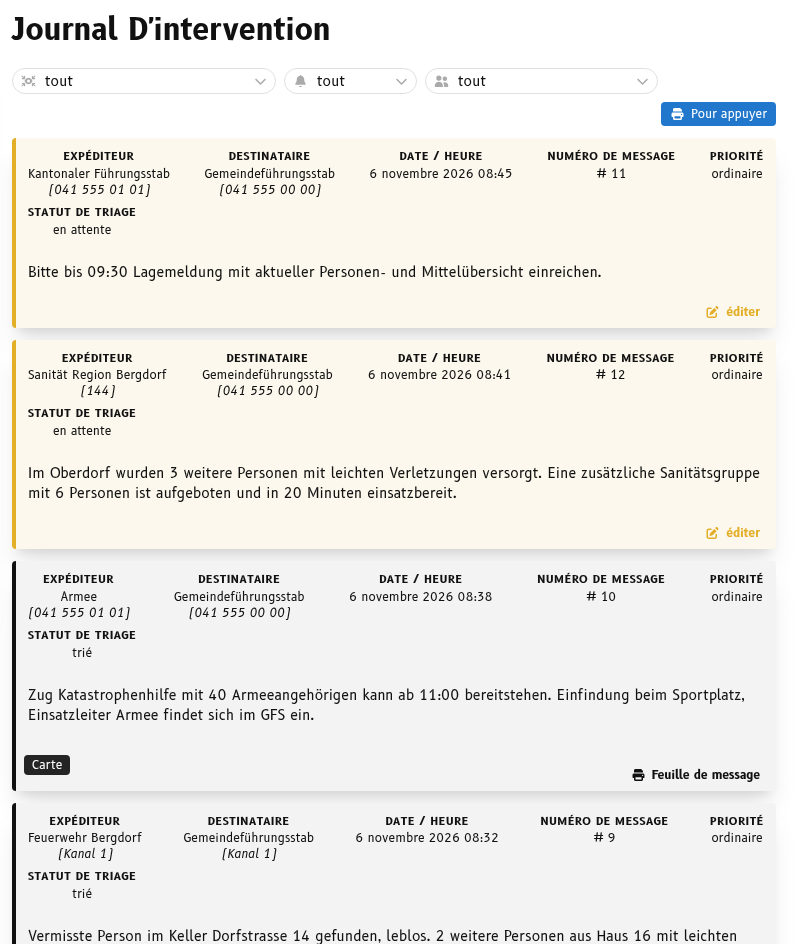 Journal D'intervention
tout tout tout
Pour appuyer
EXPÉDITEUR DESTINATAIRE DATE / HEURE NUMÉRO DE MESSAGE PRIORITÉ
Kantonaler Führungsstab Gemeindeführungsstab 6 novembre 2026 08:45 # 11 ordinaire
[041 555 01 01] [041 555 00 00]
STATUT DE TRIAGE
en attente
Bitte bis 09:30 Lagemeldung mit aktueller Personen- und Mittelübersicht einreichen.
éditer
EXPÉDITEUR DESTINATAIRE DATE / HEURE NUMÉRO DE MESSAGE PRIORITÉ
Sanität Region Bergdorf Gemeindeführungsstab 6 novembre 2026 08:41 # 12 ordinaire
[144] [041 555 00 00]
STATUT DE TRIAGE
en attente
Im Oberdorf wurden 3 weitere Personen mit leichten Verletzungen versorgt. Eine zusätzliche Sanitätsgruppe
mit 6 Personen ist aufgeboten und in 20 Minuten einsatzbereit.
éditer
EXPÉDITEUR DESTINATAIRE DATE / HEURE NUMÉRO DE MESSAGE PRIORITÉ
Armee Gemeindeführungsstab 6 novembre 2026 08:38 # 10 ordinaire
[041 555 01 01] [041 555 00 00]
STATUT DE TRIAGE
trié
Zug Katastrophenhilfe mit 40 Armeeangehörigen kann ab 11:00 bereitstehen. Einfindung beim Sportplatz,
Einsatzleiter Armee findet sich im GFS ein.
Carte
Feuille de message
EXPÉDITEUR DESTINATAIRE DATE / HEURE NUMÉRO DE MESSAGE PRIORITÉ
Feuerwehr Bergdorf Gemeindeführungsstab 6 novembre 2026 08:32 # 9 ordinaire
[Kanal 1] [Kanal 1]
STATUT DE TRIAGE
trié
Vermisste Person im Keller Dorfstrasse 14 gefunden, leblos. 2 weitere Personen aus Haus 16 mit leichten